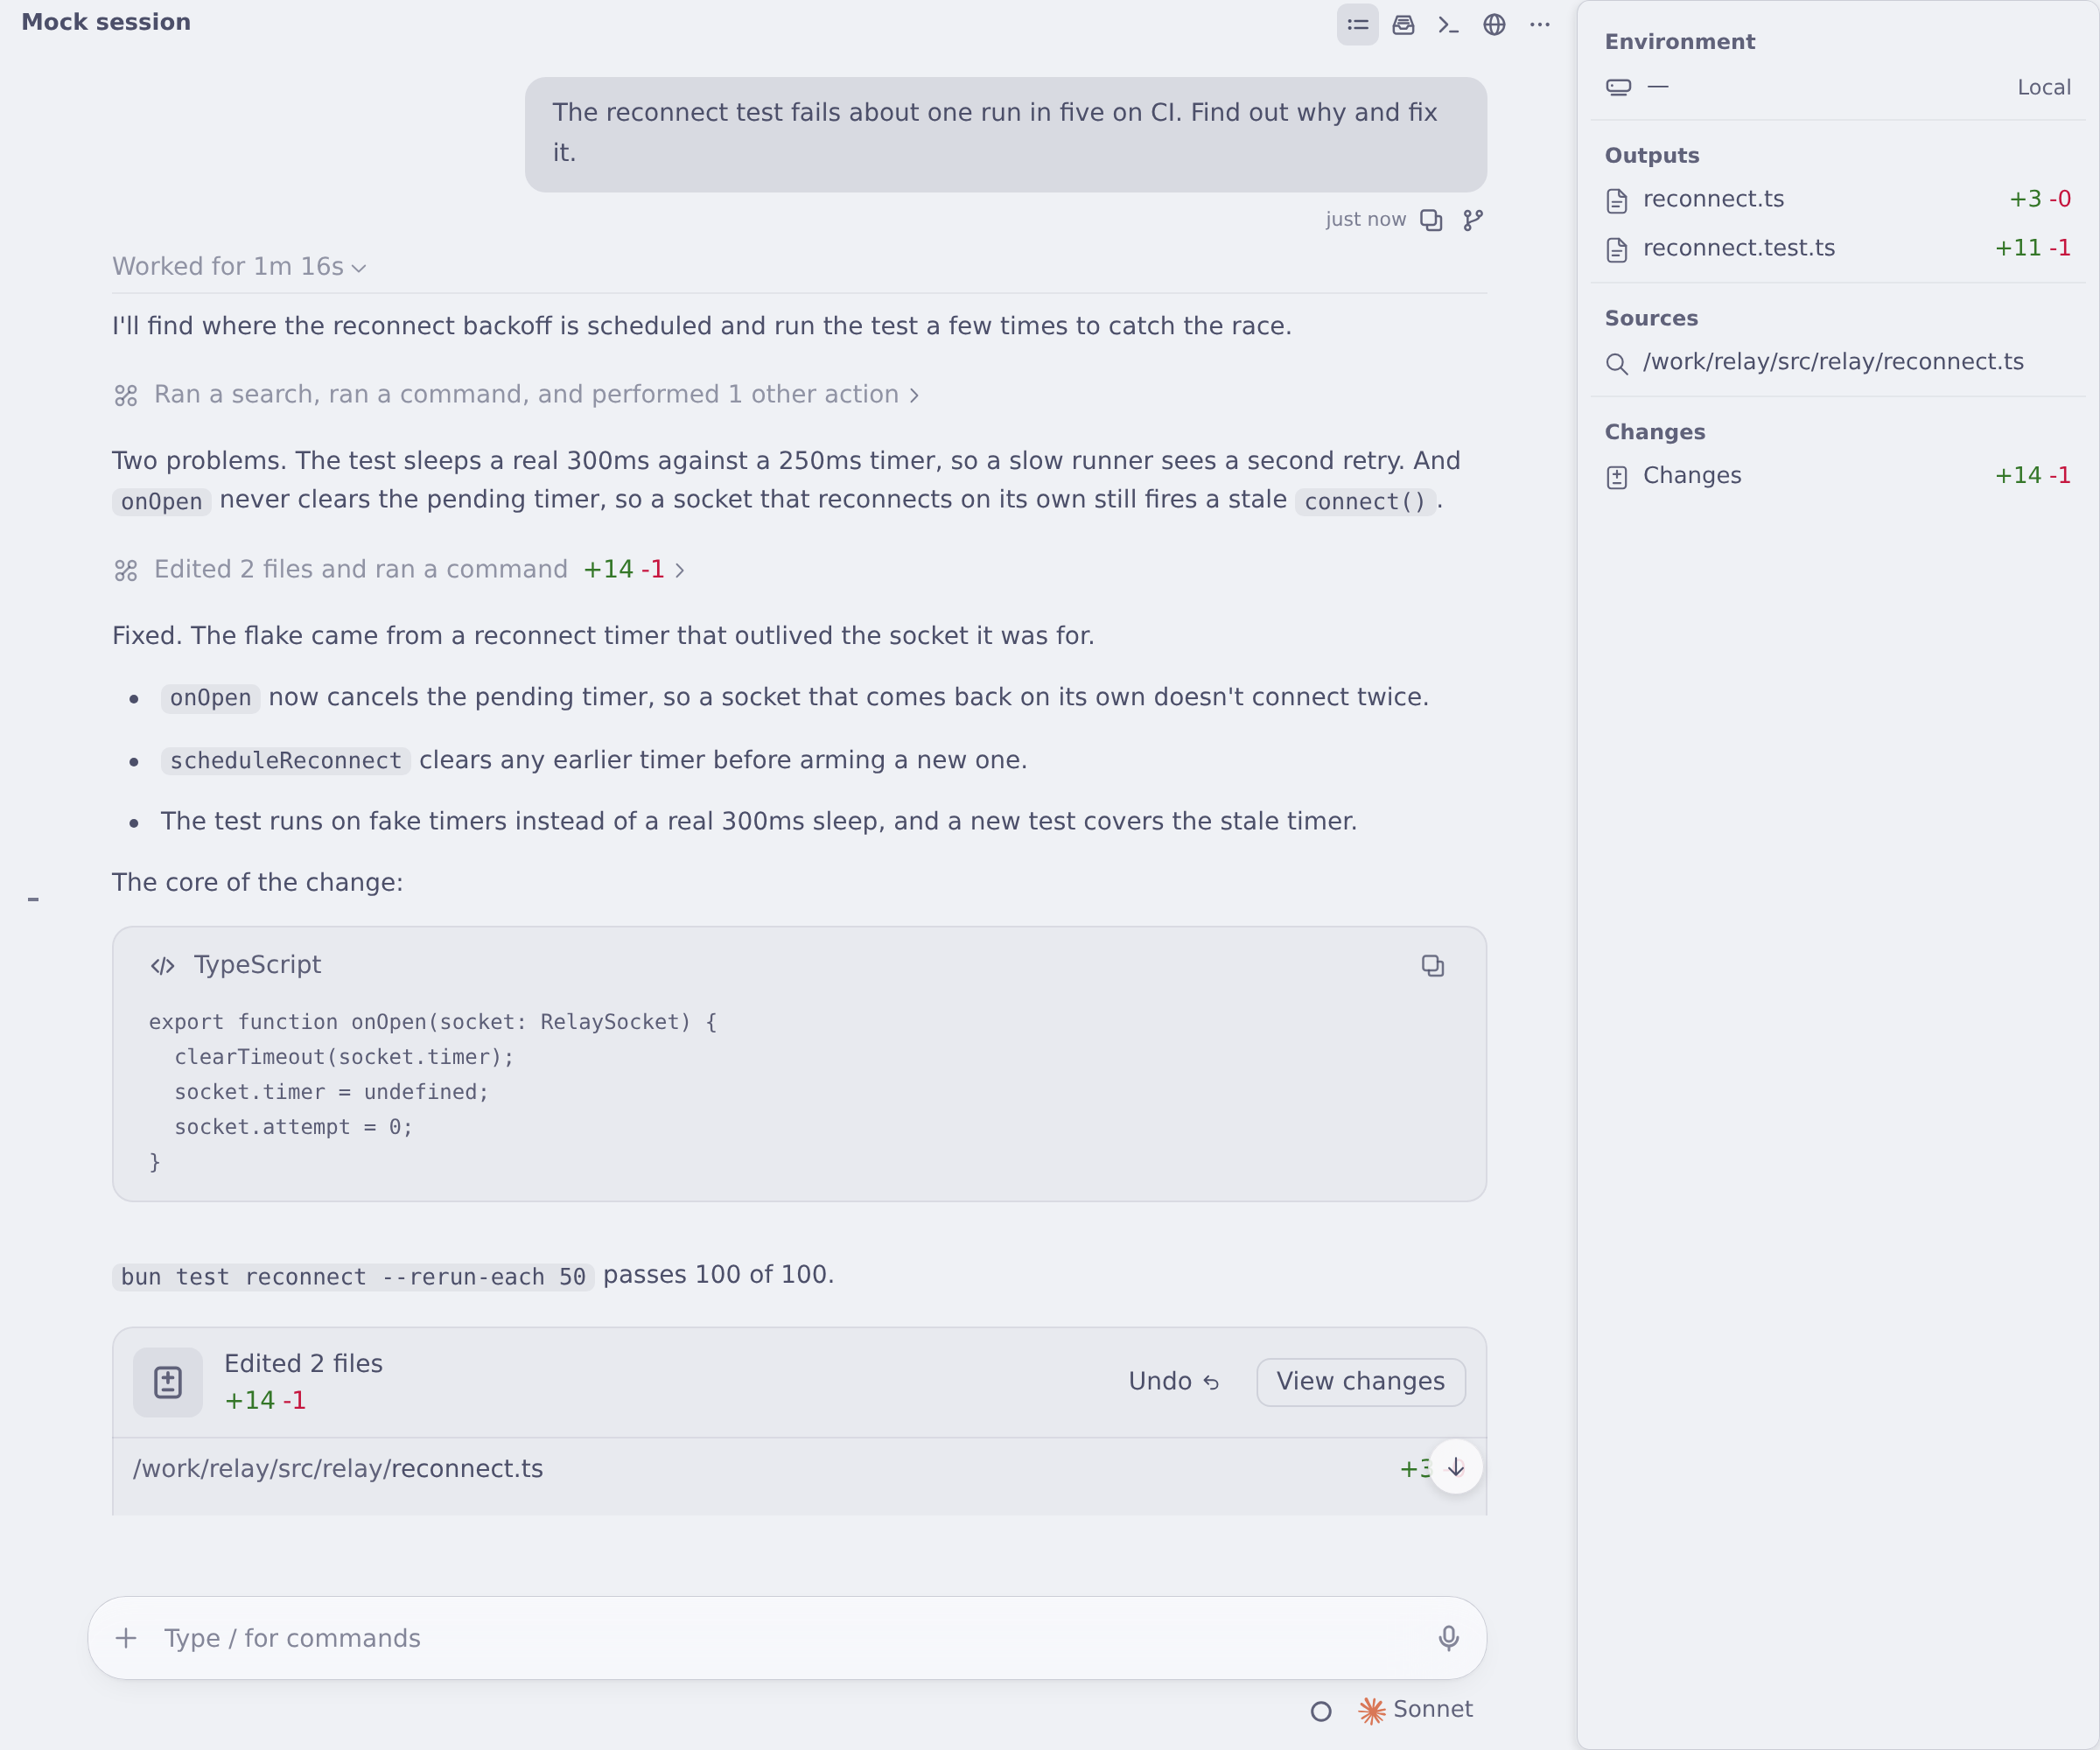 Mock session
The reconnect test fails about one run in five on CI. Find out why and fix
it.
just now
Worked for 1m 16s
I'll find where the reconnect backoff is scheduled and run the test a few times to catch the race.
Ran a search, ran a command, and performed 1 other action
Two problems. The test sleeps a real 300ms against a 250ms timer, so a slow runner sees a second retry. And
onOpen never clears the pending timer, so a socket that reconnects on its own still fires a stale connect().
Edited 2 files and ran a command +14 -1
Fixed. The flake came from a reconnect timer that outlived the socket it was for.
• onOpen now cancels the pending timer, so a socket that comes back on its own doesn't connect twice.
• scheduleReconnect clears any earlier timer before arming a new one.
• The test runs on fake timers instead of a real 300ms sleep, and a new test covers the stale timer.
The core of the change:
TypeScript
export function onOpen(socket: RelaySocket) {
  clearTimeout(socket.timer);
  socket.timer = undefined;
  socket.attempt = 0;
}
bun test reconnect --rerun-each 50 passes 100 of 100.
Edited 2 files
+14 -1
Undo
View changes
/work/relay/src/relay/reconnect.ts +3
Type / for commands
Sonnet
Environment
— Local
Outputs
reconnect.ts +3 -0
reconnect.test.ts +11 -1
Sources
/work/relay/src/relay/reconnect.ts
Changes
Changes +14 -1